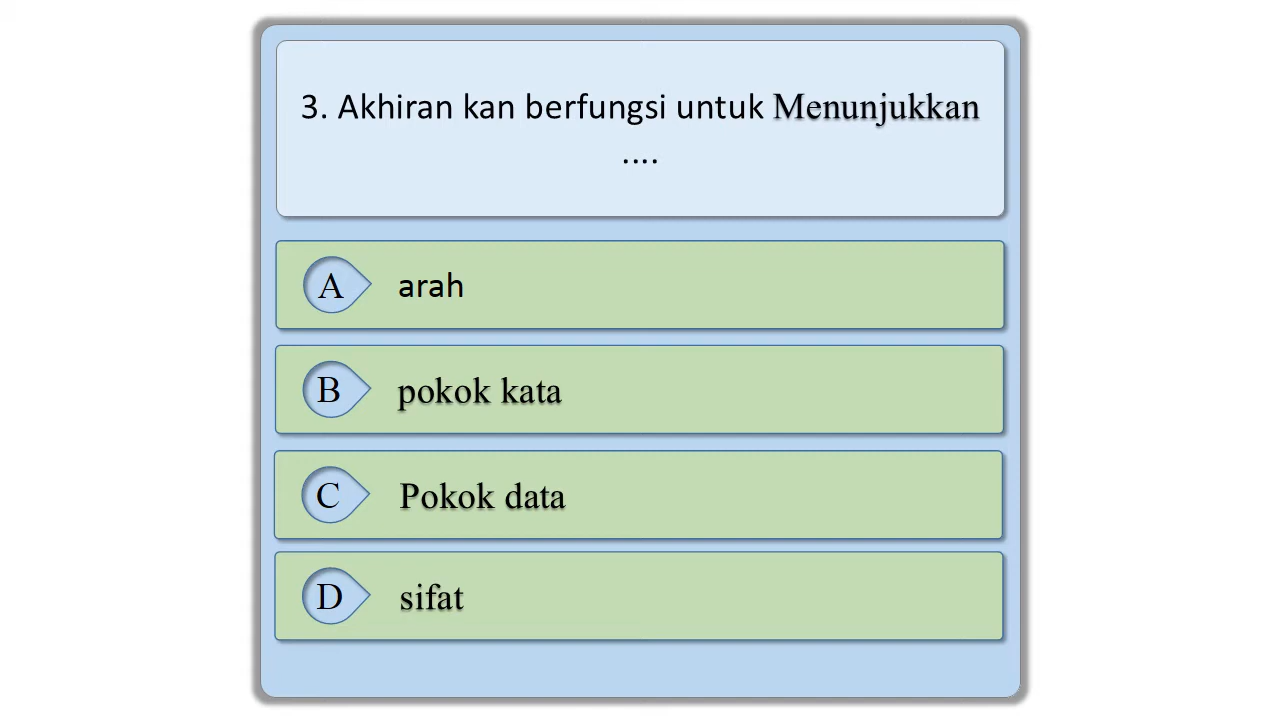 3. Akhiran kan berfungsi untuk Menunjukkan
....
A arah
B pokok kata
C Pokok data
D sifat